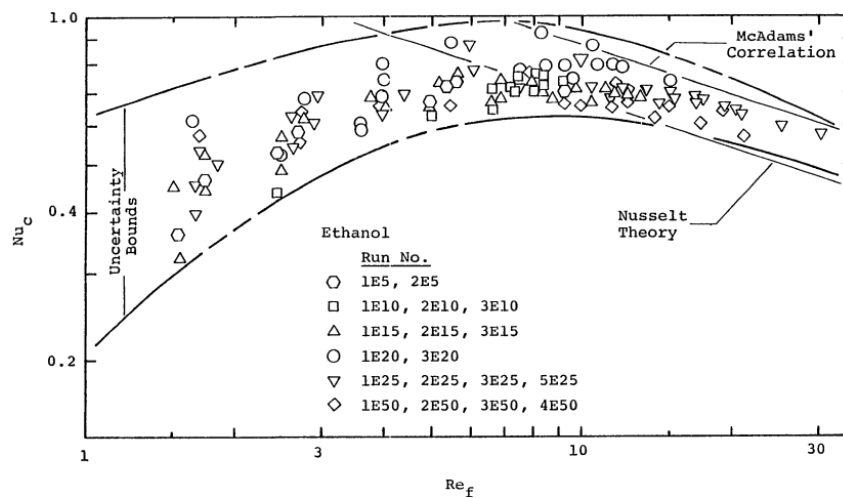 1.0
McAdams'
Correlation
Uncertainty
Bounds
0.4
Nu_c
Nusselt
Theory
Ethanol
Run No.
1E5, 2E5
1E10, 2E10, 3E10
1E15, 2E15, 3E15
1E20, 3E20
1E25, 2E25, 3E25, 5E25
1E50, 2E50, 3E50, 4E50
0.2
1
3
10
30
Re_f